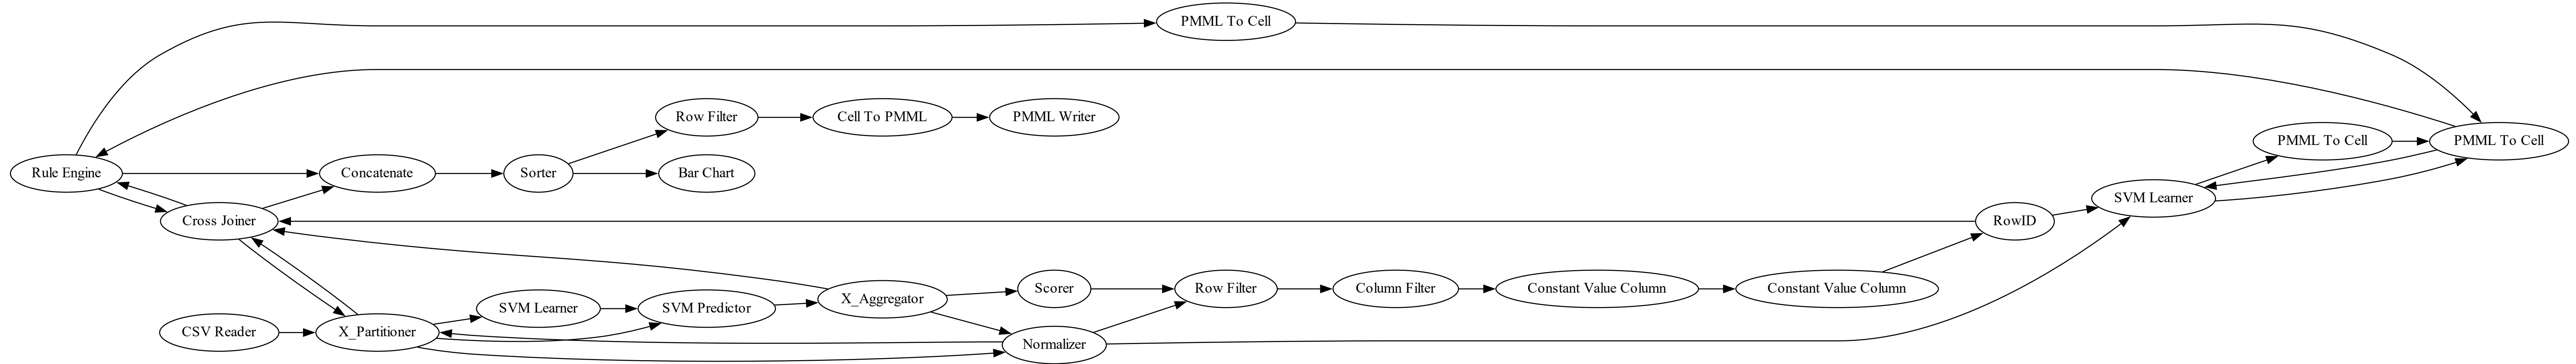 PMML To Cell
Row Filter
Cell To PMML
PMML Writer
PMML To Cell
PMML To Cell
Rule Engine
Concatenate
Sorter
Bar Chart
SVM Learner
Cross Joiner
RowID
X_Aggregator
Scorer
Row Filter
Column Filter
Constant Value Column
Constant Value Column
SVM Learner
SVM Predictor
CSV Reader
X_Partitioner
Normalizer